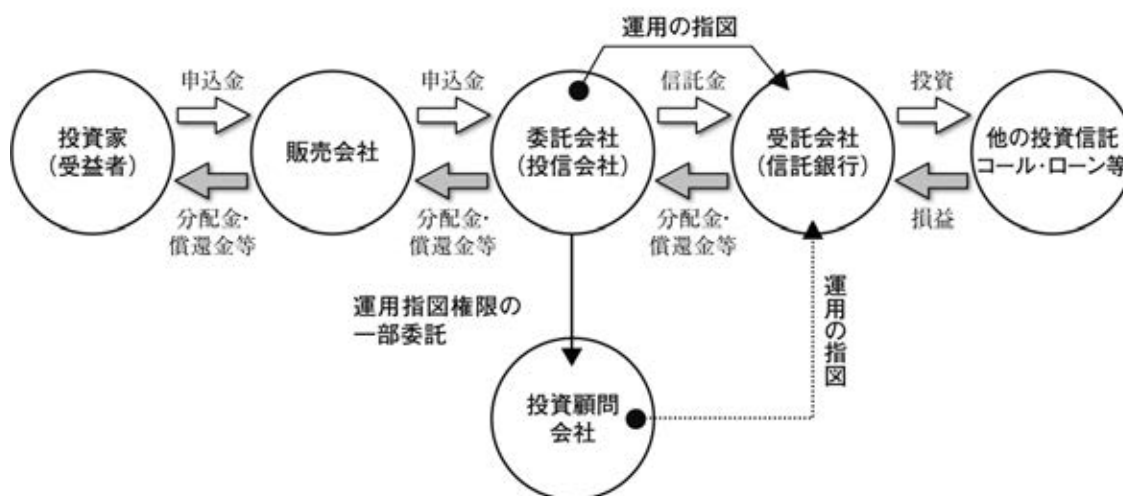 運用の指図
申込金
申込金
信託金
投資
投資家
（受益者）
販売会社
委託会社
（投信会社）
受託会社
（信託銀行）
他の投資信託
コール・ローン等
分配金・
償還金等
分配金・
償還金等
分配金・
償還金等
損益
運用指図権限の
一部委託
運用の指図
投資顧問
会社